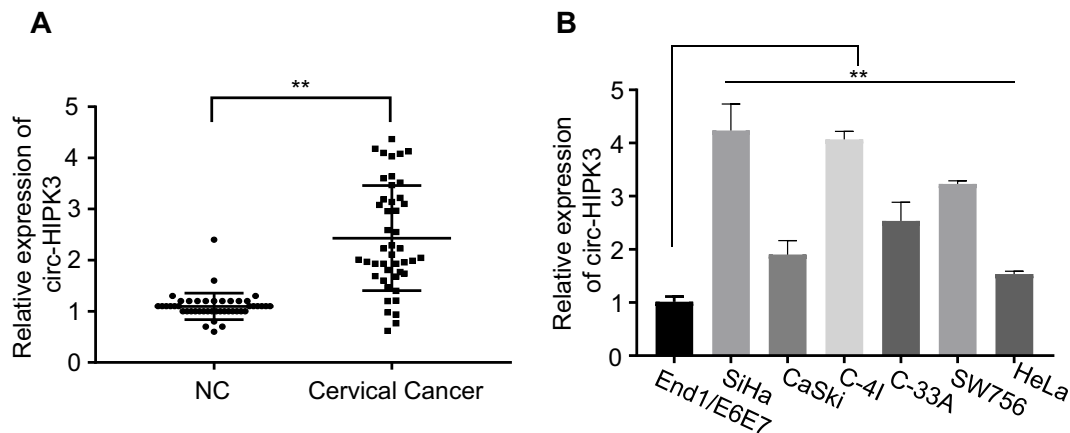 A
Relative expression of
circ-HIPK3
5
4
3
2
1
0
**
NC
Cervical Cancer
B
Relative expression
of circ-HIPK3
5
4
3
2
1
0
**
End1/E6E7
SiHa
CaSki
C-4I
C-33A
SW756
HeLa